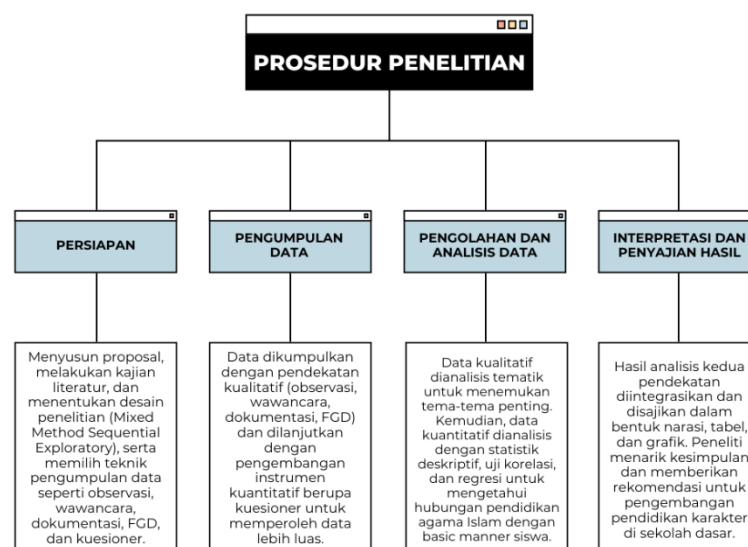 PROSEDUR PENELITIAN
PERSIAPAN
Menyusun proposal,
melakukan kajian
literatur, dan
menentukan desain
penelitian (Mixed
Method Sequential
Exploratory), serta
memilih teknik
pengumpulan data
seperti observasi,
wawancara,
dokumentasi, FGD,
dan kuesioner.
PENGUMPULAN
DATA
Data dikumpulkan
dengan pendekatan
kualitatif (observasi,
wawancara,
dokumentasi, FGD)
dan dilanjutkan
dengan
pengembangan
instrumen
kuantitatif berupa
kuesioner untuk
memperoleh data
lebih luas.
PENGOLAHAN DAN
ANALISIS DATA
Data kualitatif
dianalisis tematik
untuk menemukan
tema-tema penting.
Kemudian, data
kuantitatif dianalisis
dengan statistik
deskriptif, uji korelasi,
dan regresi untuk
mengetahui
hubungan pendidikan
agama Islam dengan
basic manner siswa.
INTERPRETASI DAN
PENYAJIAN HASIL
Hasil analisis kedua
pendekatan
diintegrasikan dan
disajikan dalam
bentuk narasi, tabel,
dan grafik. Peneliti
menarik kesimpulan
dan memberikan
rekomendasi untuk
pengembangan
pendidikan karakter
di sekolah dasar.